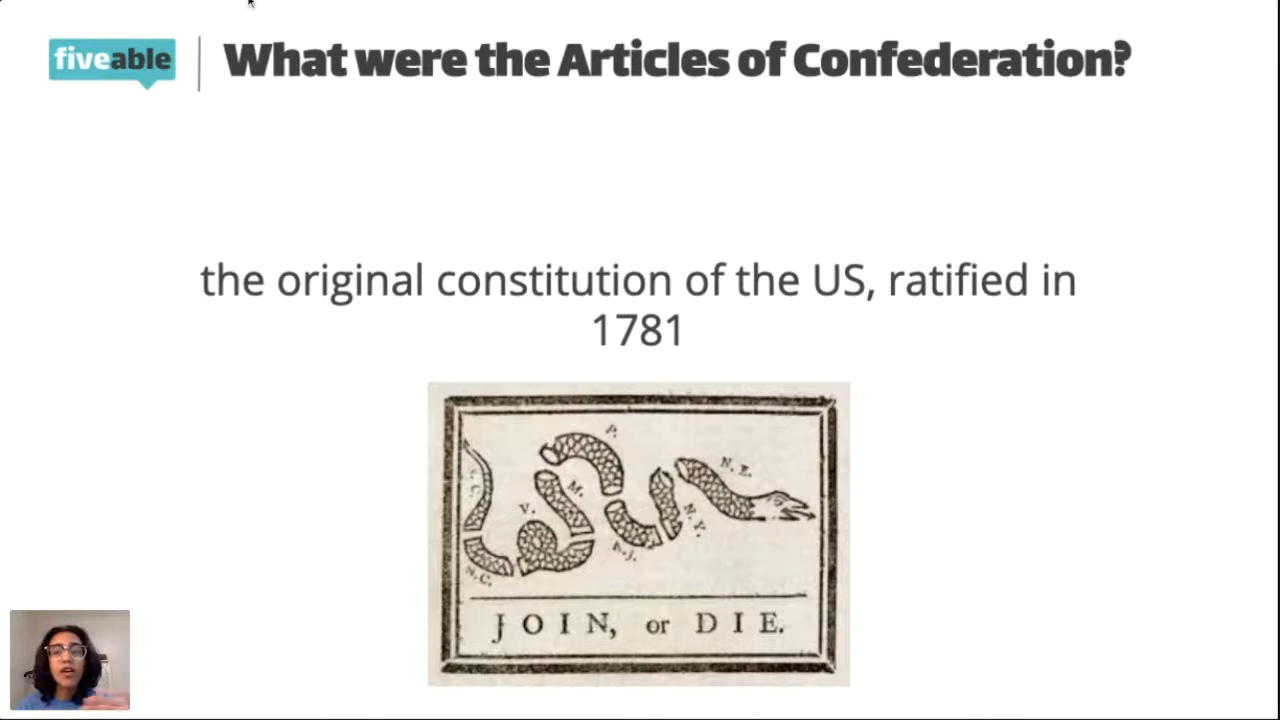 fiveable
What were the Articles of Confederation?
the original constitution of the US, ratified in
1781
P.
N. E.
M.
V.
N. Y.
N.C.
JOIN, or DIE.